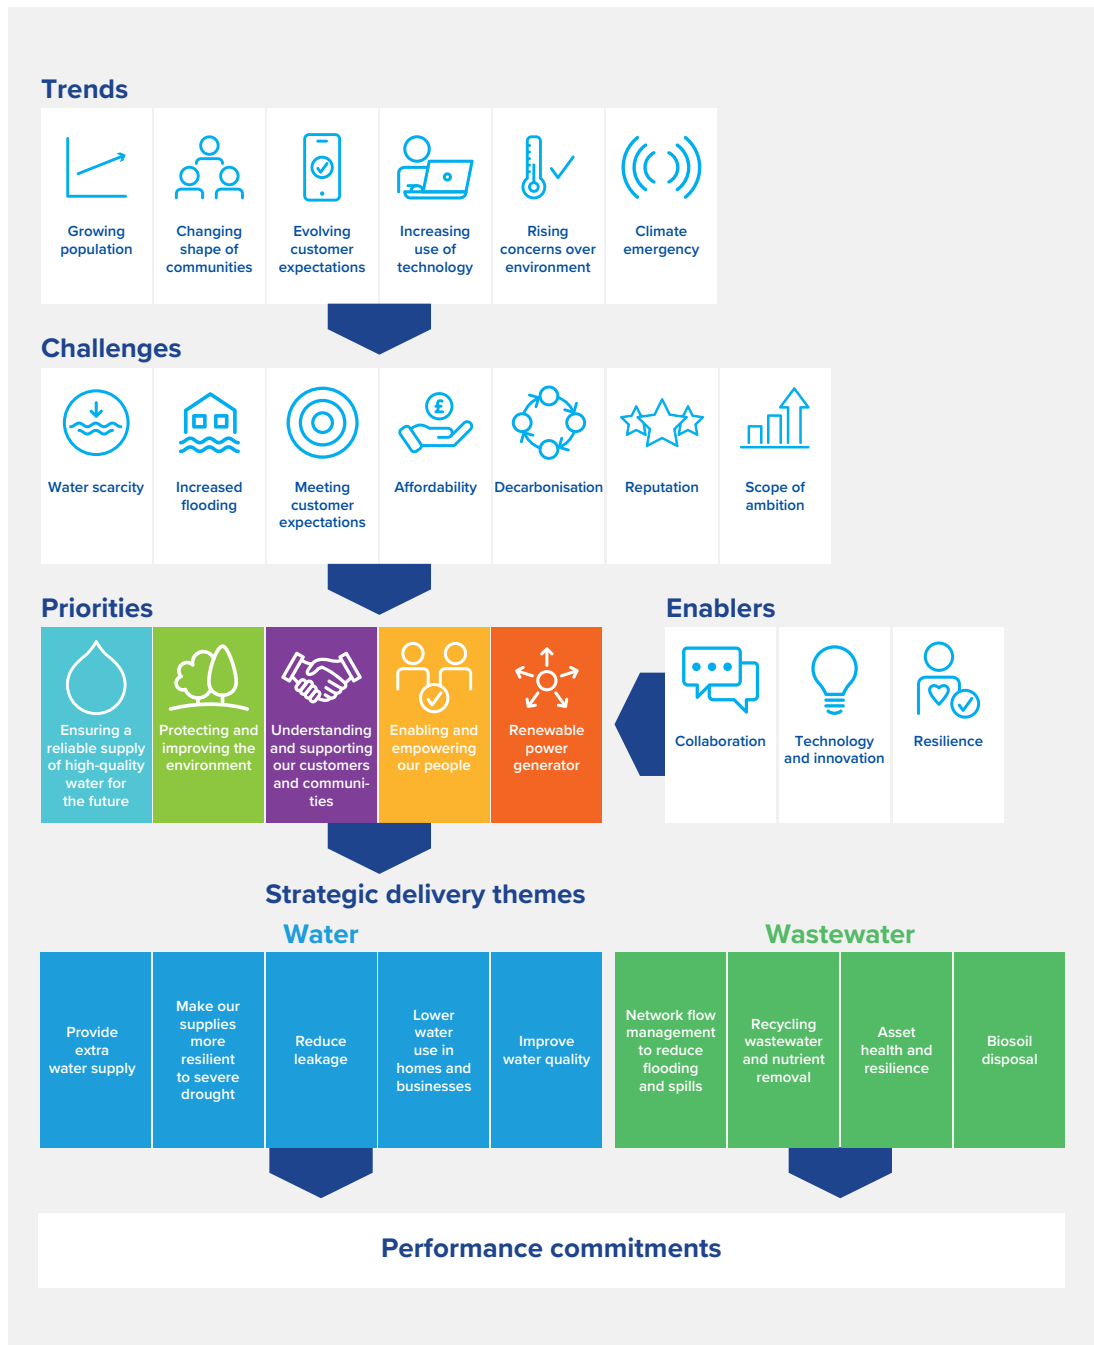 Trends
Growing
population
Changing
shape of
communities
Evolving
customer
expectations
Increasing
use of
technology
Rising
concerns over
environment
Climate
emergency
Challenges
Water scarcity
Increased
flooding
Meeting
customer
expectations
£
Affordability
Decarbonisation
Reputation
Scope of
ambition
Priorities
Ensuring a
reliable supply
of high-quality
water for
the future
Protecting and
improving the
environment
Understanding
and supporting
our customers
and communi-
ties
Enabling and
empowering
our people
Renewable
power
generator
Enablers
Collaboration
Technology
and innovation
Resilience
Strategic delivery themes
Water
Provide
extra
water supply
Make our
supplies
more
resilient
to severe
drought
Reduce
leakage
Lower
water
use in
homes and
businesses
Improve
water quality
Wastewater
Network flow
management
to reduce
flooding
and spills
Recycling
wastewater
and nutrient
removal
Asset
health and
resilience
Biosoil
disposal
Performance commitments